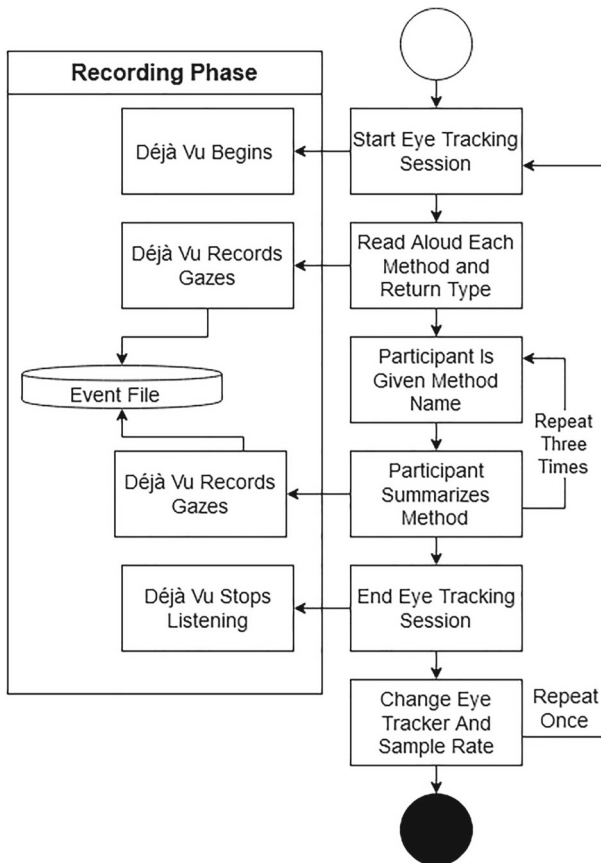 Recording Phase
Déjà Vu Begins
Start Eye Tracking
Session
Déjà Vu Records
Gazes
Read Aloud Each
Method and
Return Type
Event File
Participant Is
Given Method
Name
Repeat
Three
Times
Déjà Vu Records
Gazes
Participant
Summarizes
Method
Déjà Vu Stops
Listening
End Eye Tracking
Session
Change Eye
Tracker And
Sample Rate
Repeat
Once